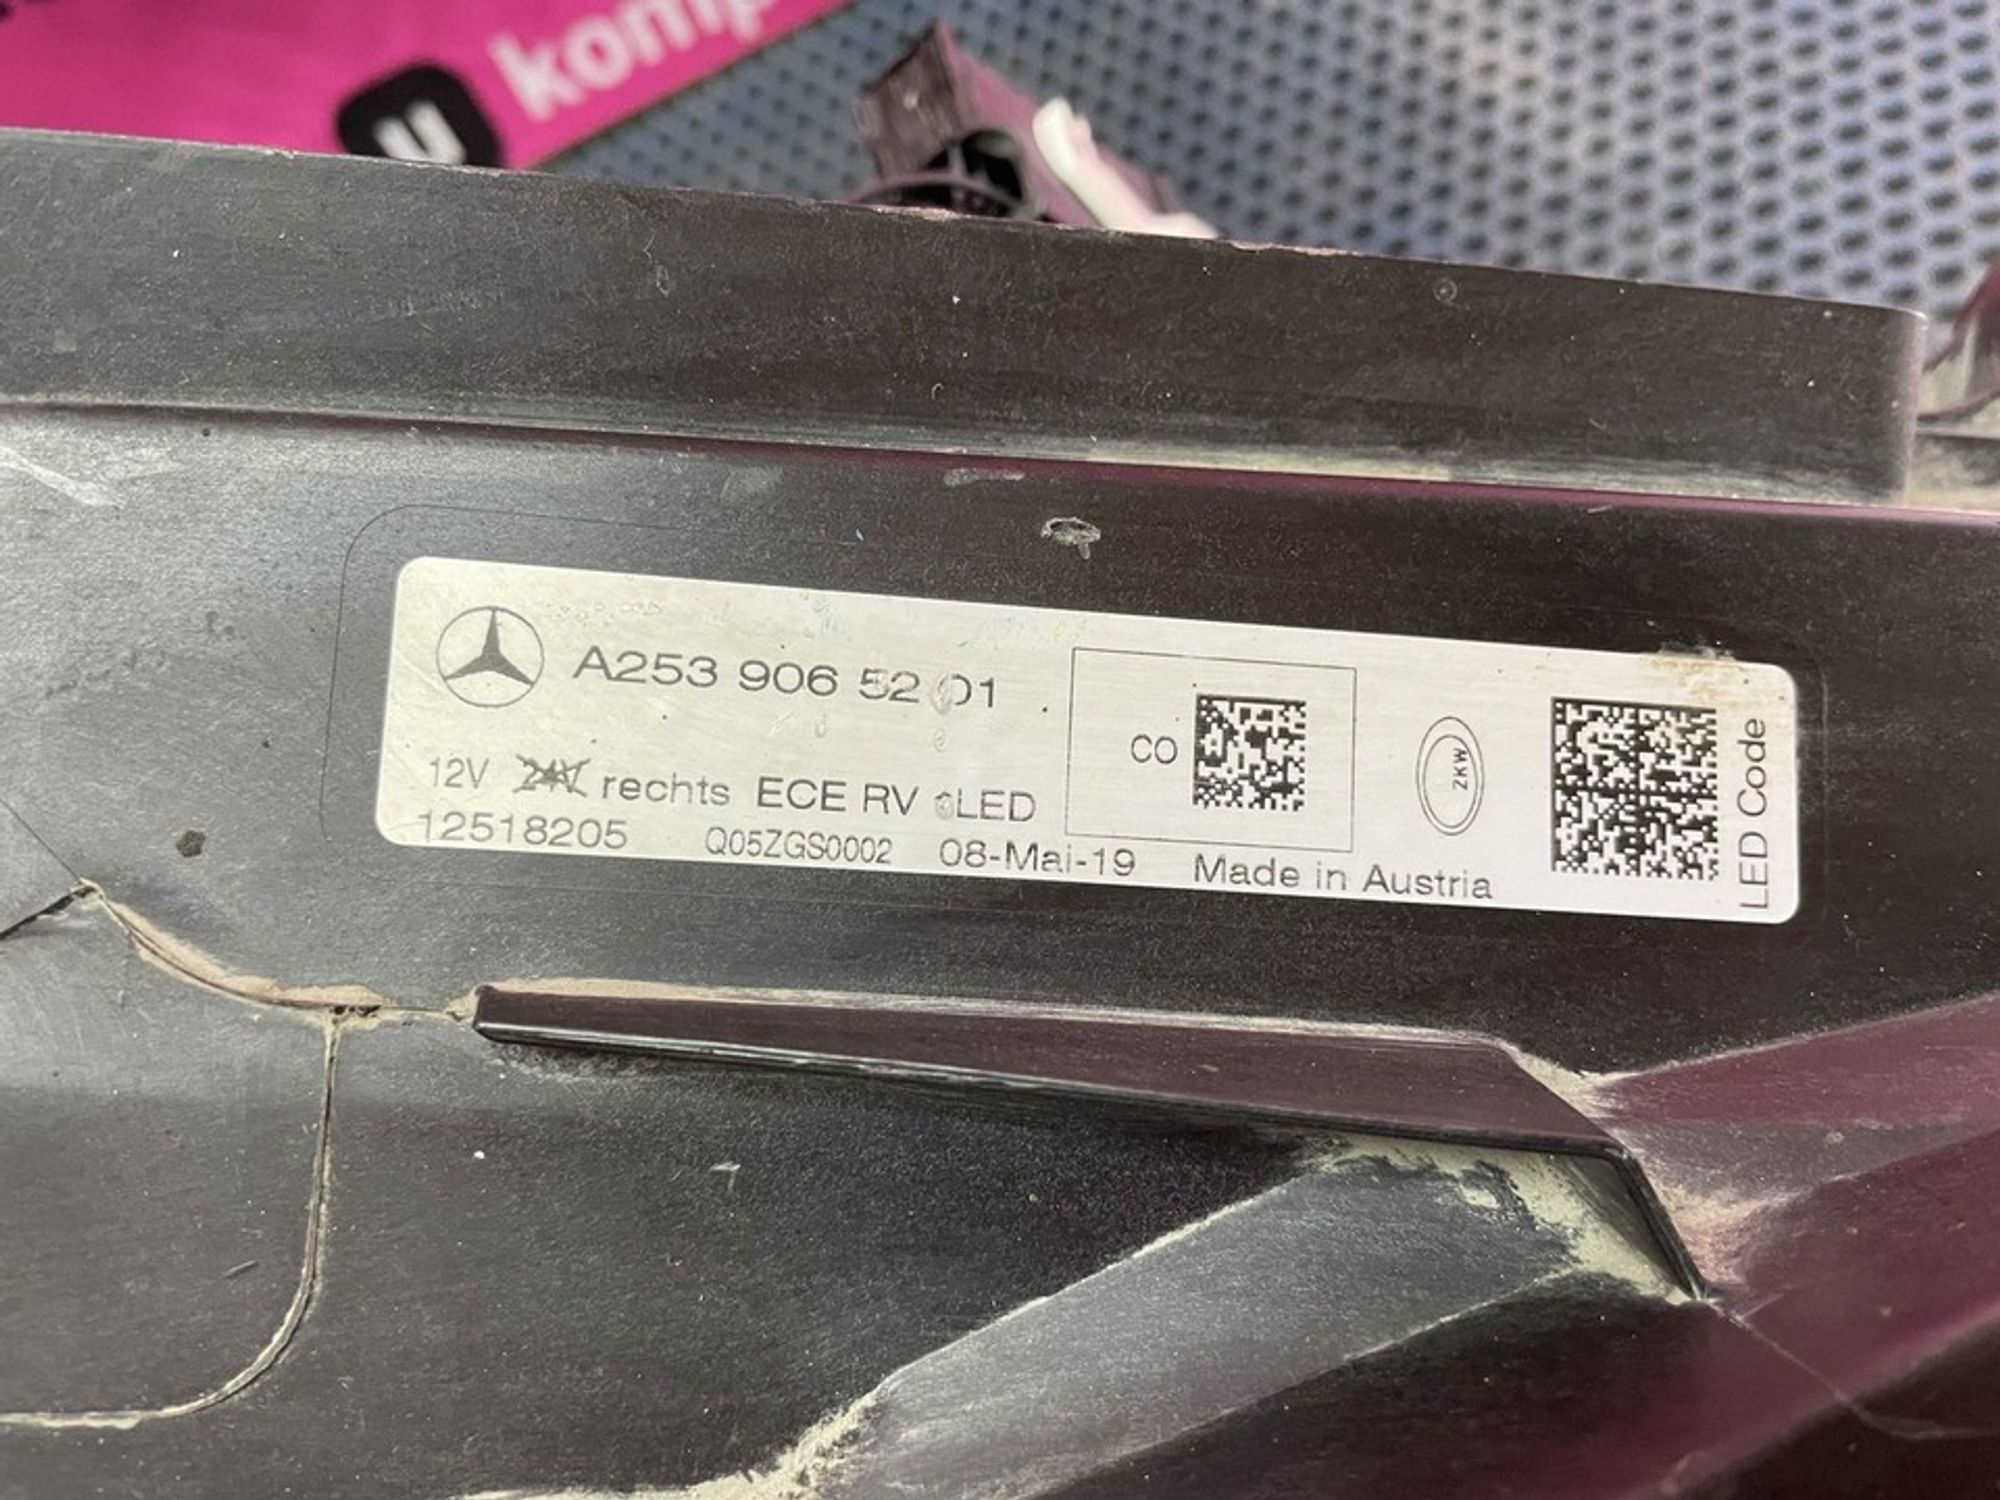 u komp
A253 906 52 01
CO
ZKW
LED Code
12V 24V rechts ECE RV LED
12518205 Q05ZGS0002 08-Mai-19 Made in Austria